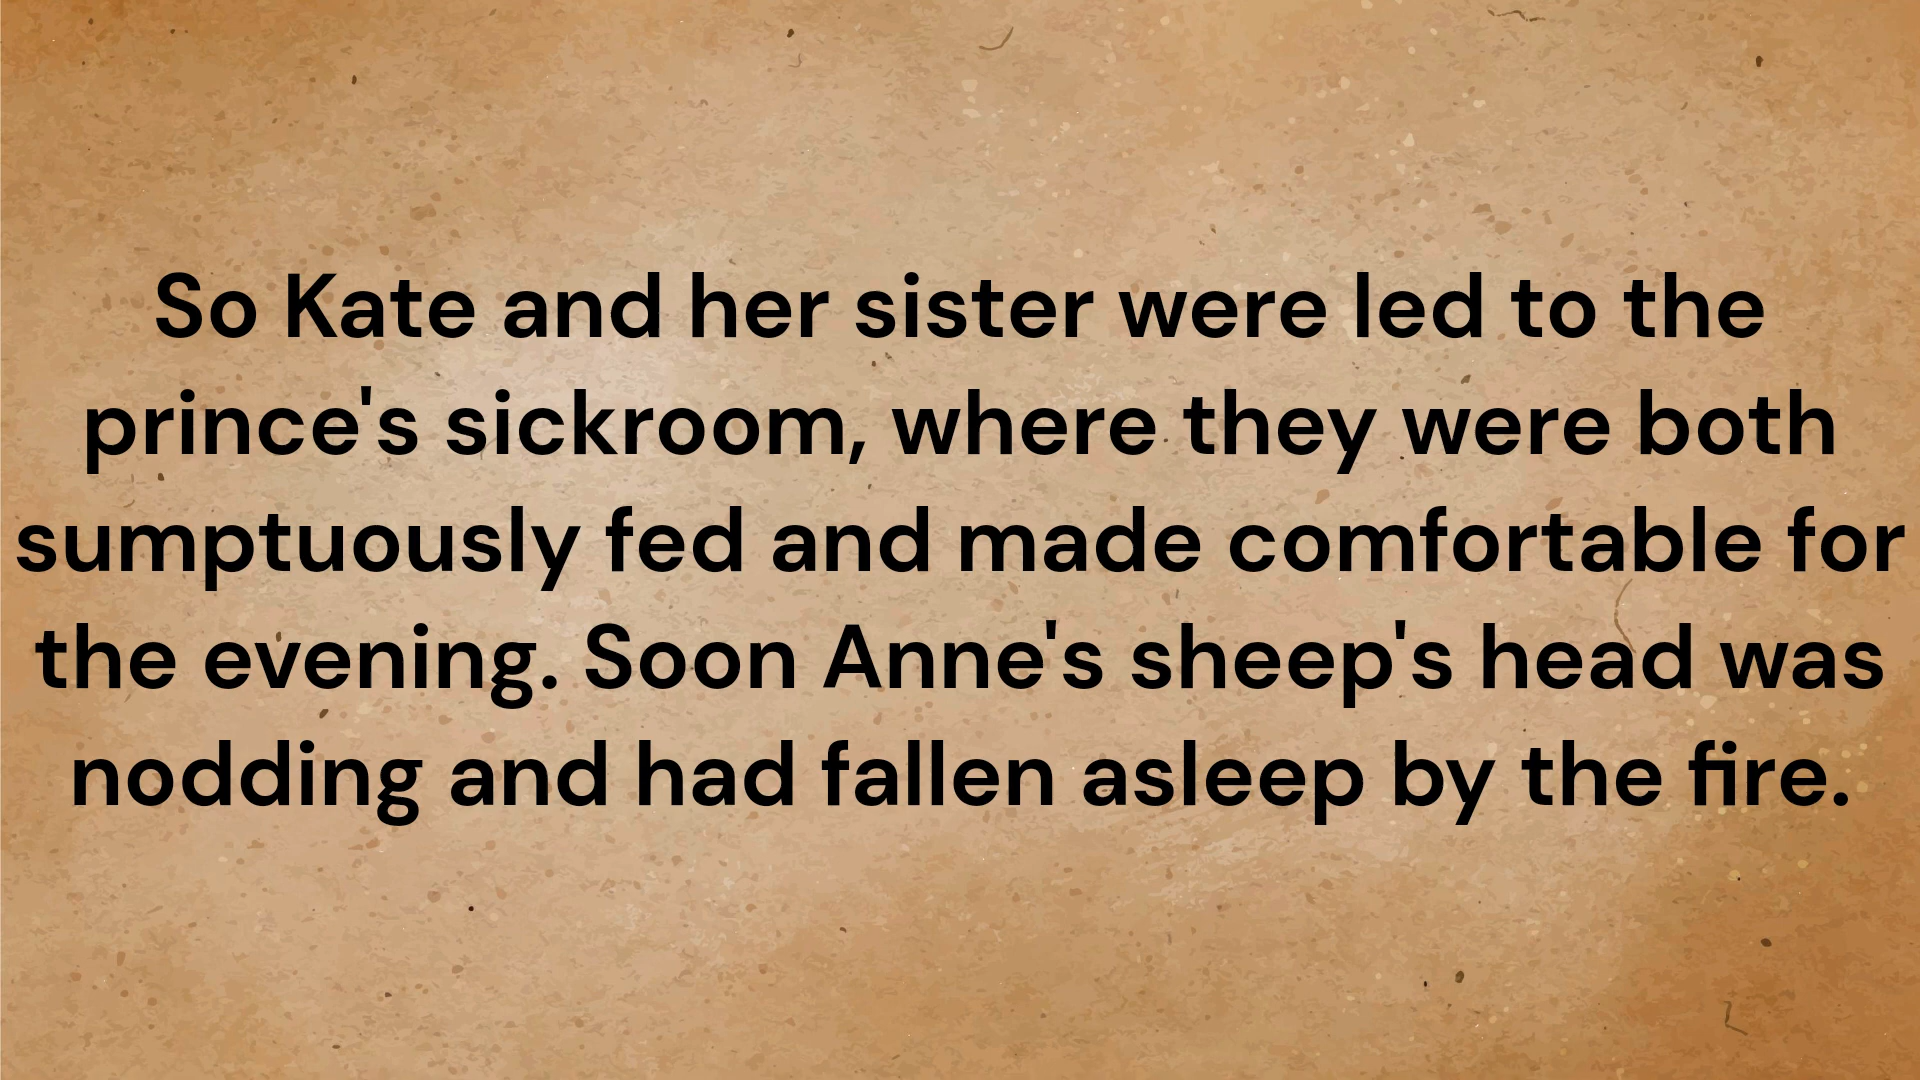 So Kate and her sister were led to the
prince's sickroom, where they were both
sumptuously fed and made comfortable for
the evening. Soon Anne's sheep's head was
nodding and had fallen asleep by the fire.